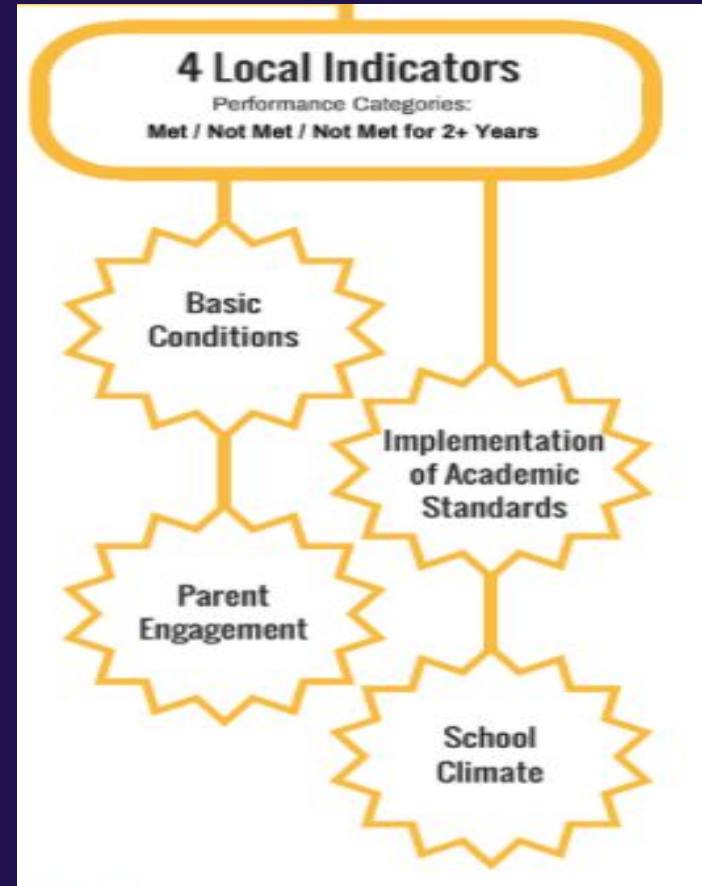 4 Local Indicators
Performance Categories:
Met / Not Met / Not Met for 2+ Years
Basic
Conditions
Implementation
of Academic
Standards
Parent
Engagement
School
Climate